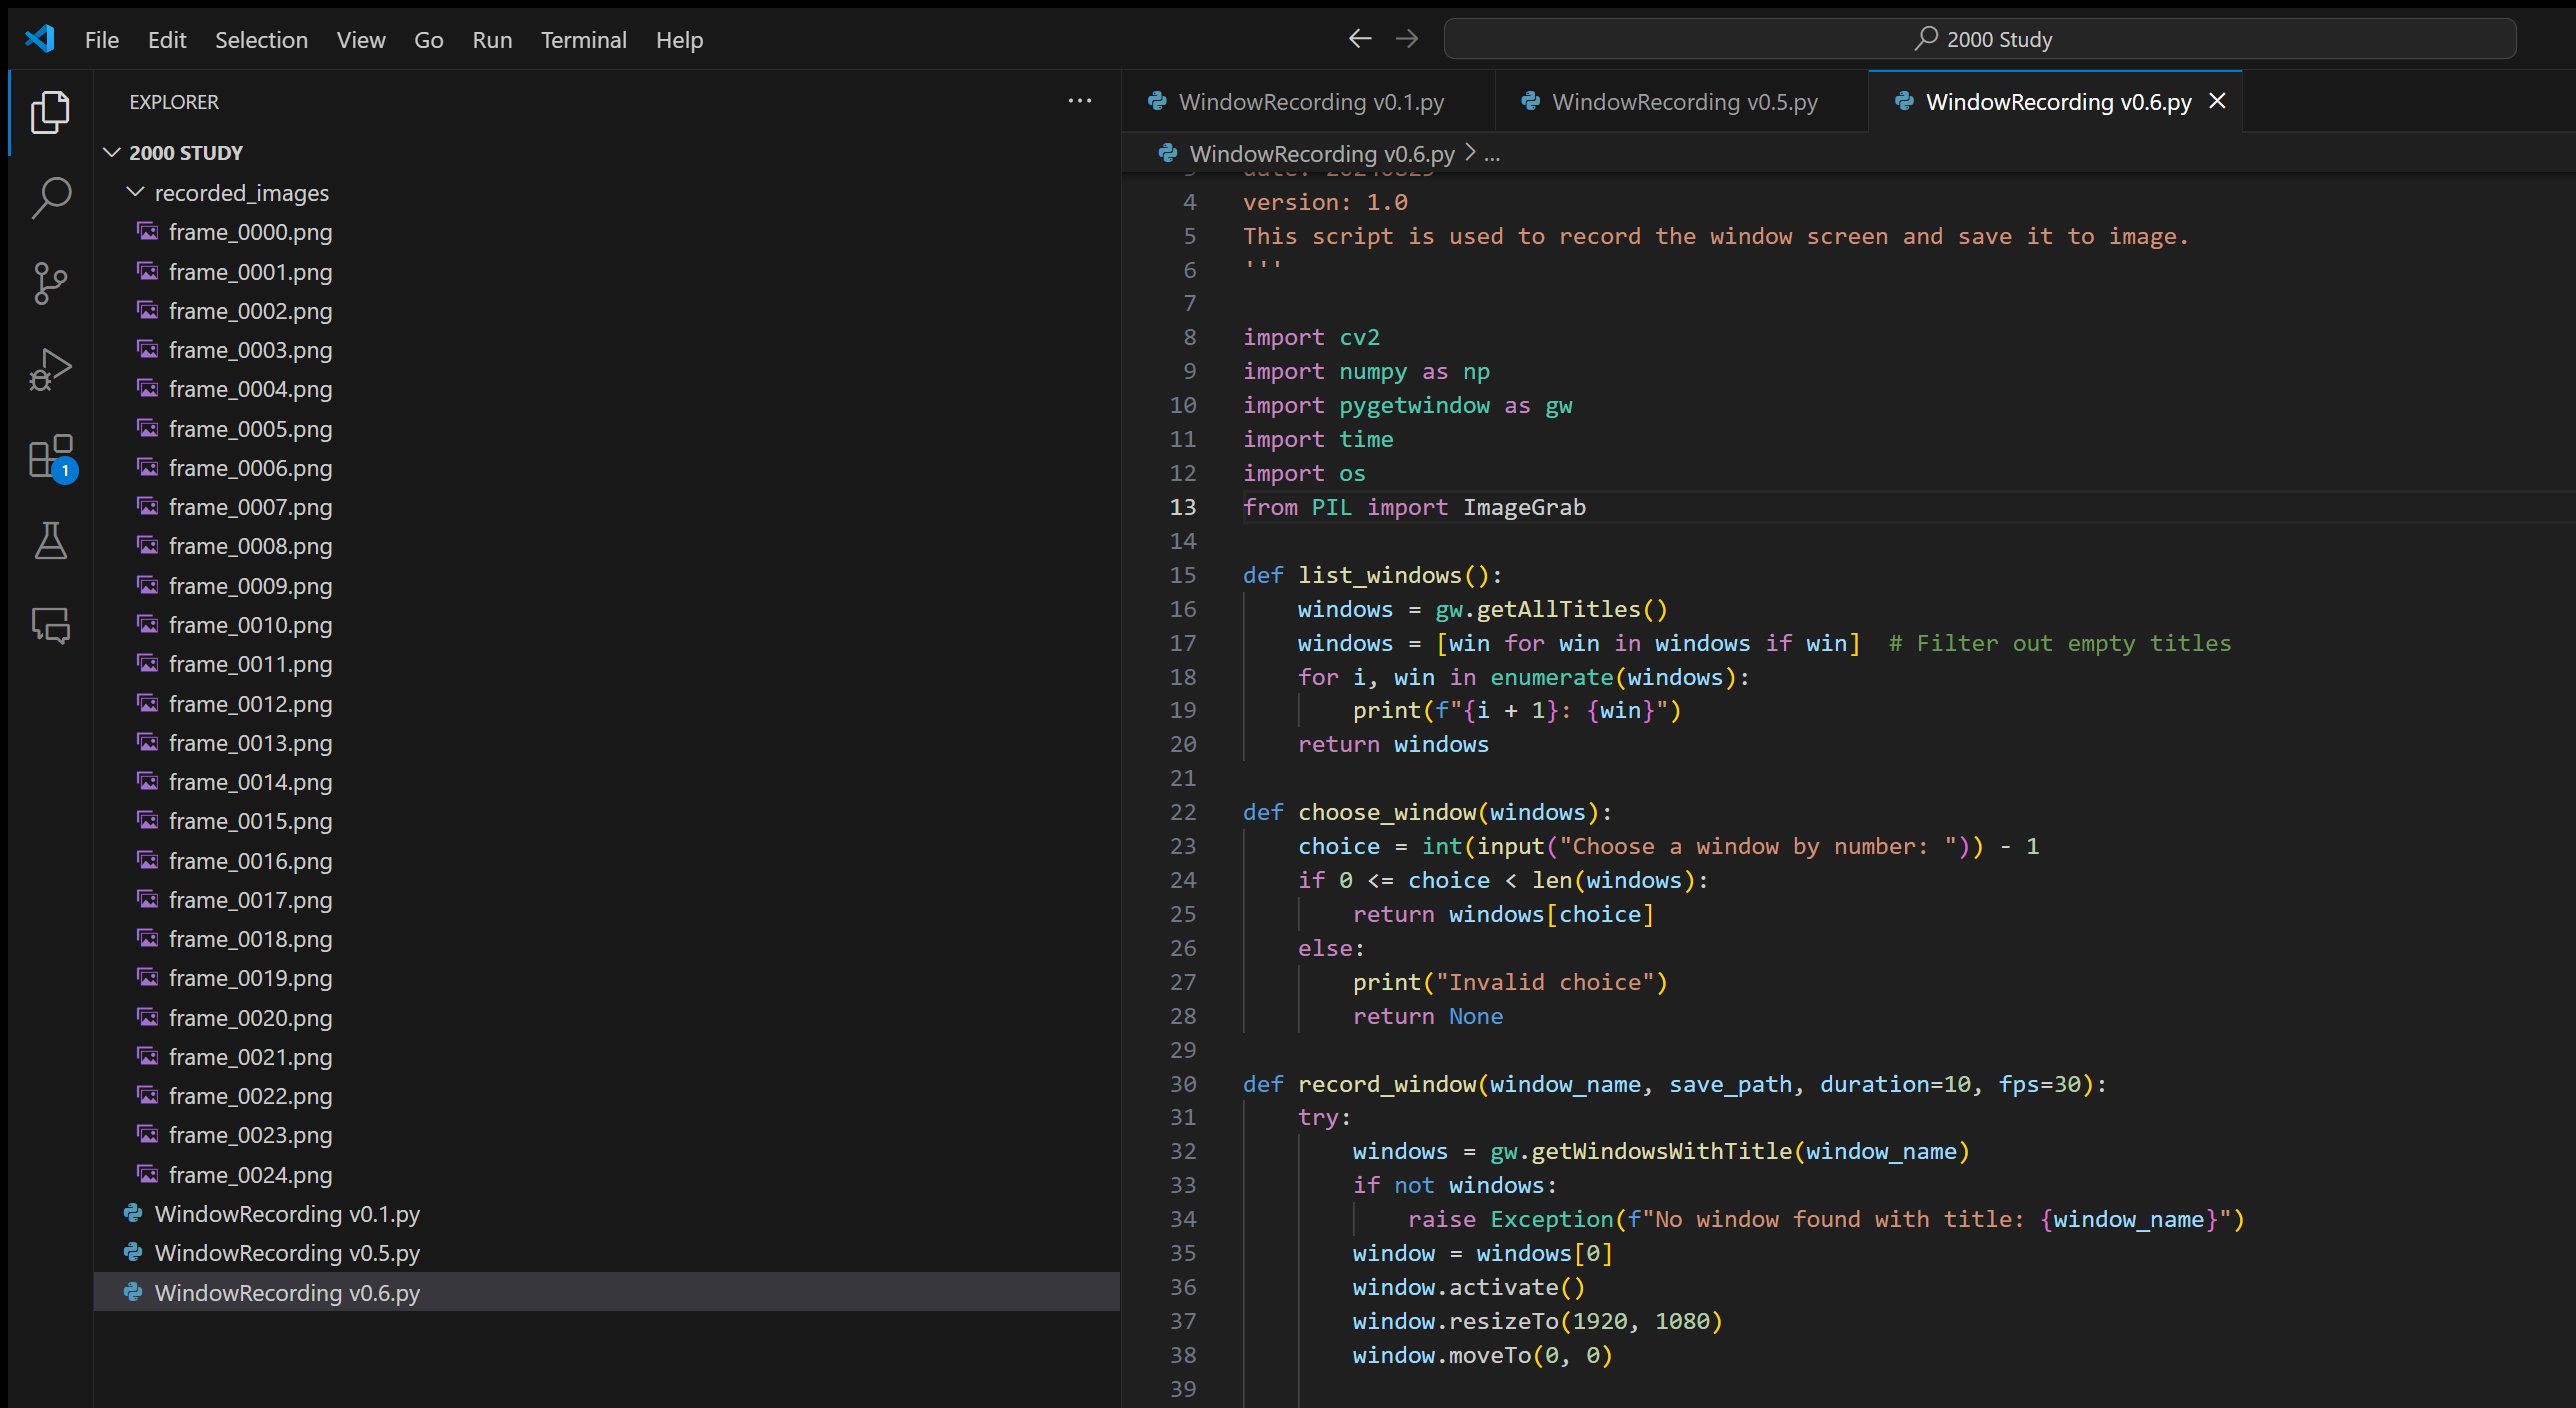 File Edit Selection View Go Run Terminal Help
2000 Study
EXPLORER
2000 STUDY
recorded_images
frame_0000.png
frame_0001.png
frame_0002.png
frame_0003.png
frame_0004.png
frame_0005.png
frame_0006.png
frame_0007.png
frame_0008.png
frame_0009.png
frame_0010.png
frame_0011.png
frame_0012.png
frame_0013.png
frame_0014.png
frame_0015.png
frame_0016.png
frame_0017.png
frame_0018.png
frame_0019.png
frame_0020.png
frame_0021.png
frame_0022.png
frame_0023.png
frame_0024.png
WindowRecording v0.1.py
WindowRecording v0.5.py
WindowRecording v0.6.py
1
WindowRecording v0.1.py WindowRecording v0.5.py WindowRecording v0.6.py
WindowRecording v0.6.py > ...
4 version: 1.0
5 This script is used to record the window screen and save it to image.
6 '''
7
8 import cv2
9 import numpy as np
10 import pygetwindow as gw
11 import time
12 import os
13 from PIL import ImageGrab
14
15 def list_windows():
16     windows = gw.getAllTitles()
17     windows = [win for win in windows if win]  # Filter out empty titles
18     for i, win in enumerate(windows):
19         print(f"{i + 1}: {win}")
20     return windows
21
22 def choose_window(windows):
23     choice = int(input("Choose a window by number: ")) - 1
24     if 0 <= choice < len(windows):
25         return windows[choice]
26     else:
27         print("Invalid choice")
28         return None
29
30 def record_window(window_name, save_path, duration=10, fps=30):
31     try:
32         windows = gw.getWindowsWithTitle(window_name)
33         if not windows:
34             raise Exception(f"No window found with title: {window_name}")
35         window = windows[0]
36         window.activate()
37         window.resizeTo(1920, 1080)
38         window.moveTo(0, 0)
39